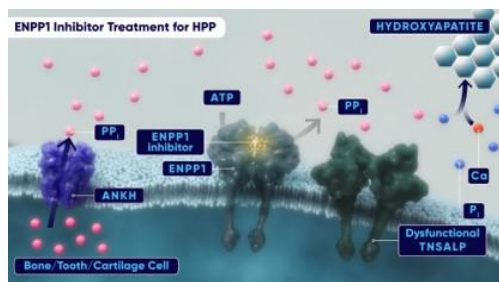 ENPP1 Inhibitor Treatment for HPP
HYDROXYAPATITE
ATP
PPi
PPi
ENPP1
inhibitor
ENPP1
Ca
ANKH
Pi
Dysfunctional
TNSALP
Bone/Tooth/Cartilage Cell